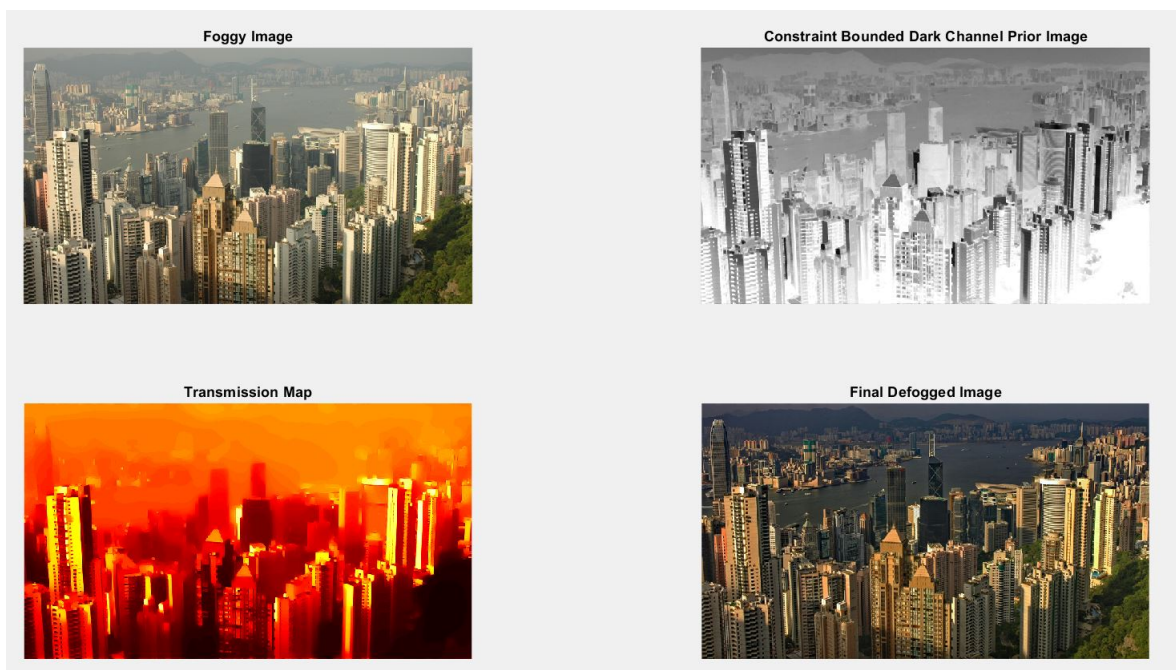 Foggy Image
Constraint Bounded Dark Channel Prior Image
Transmission Map
Final Defogged Image